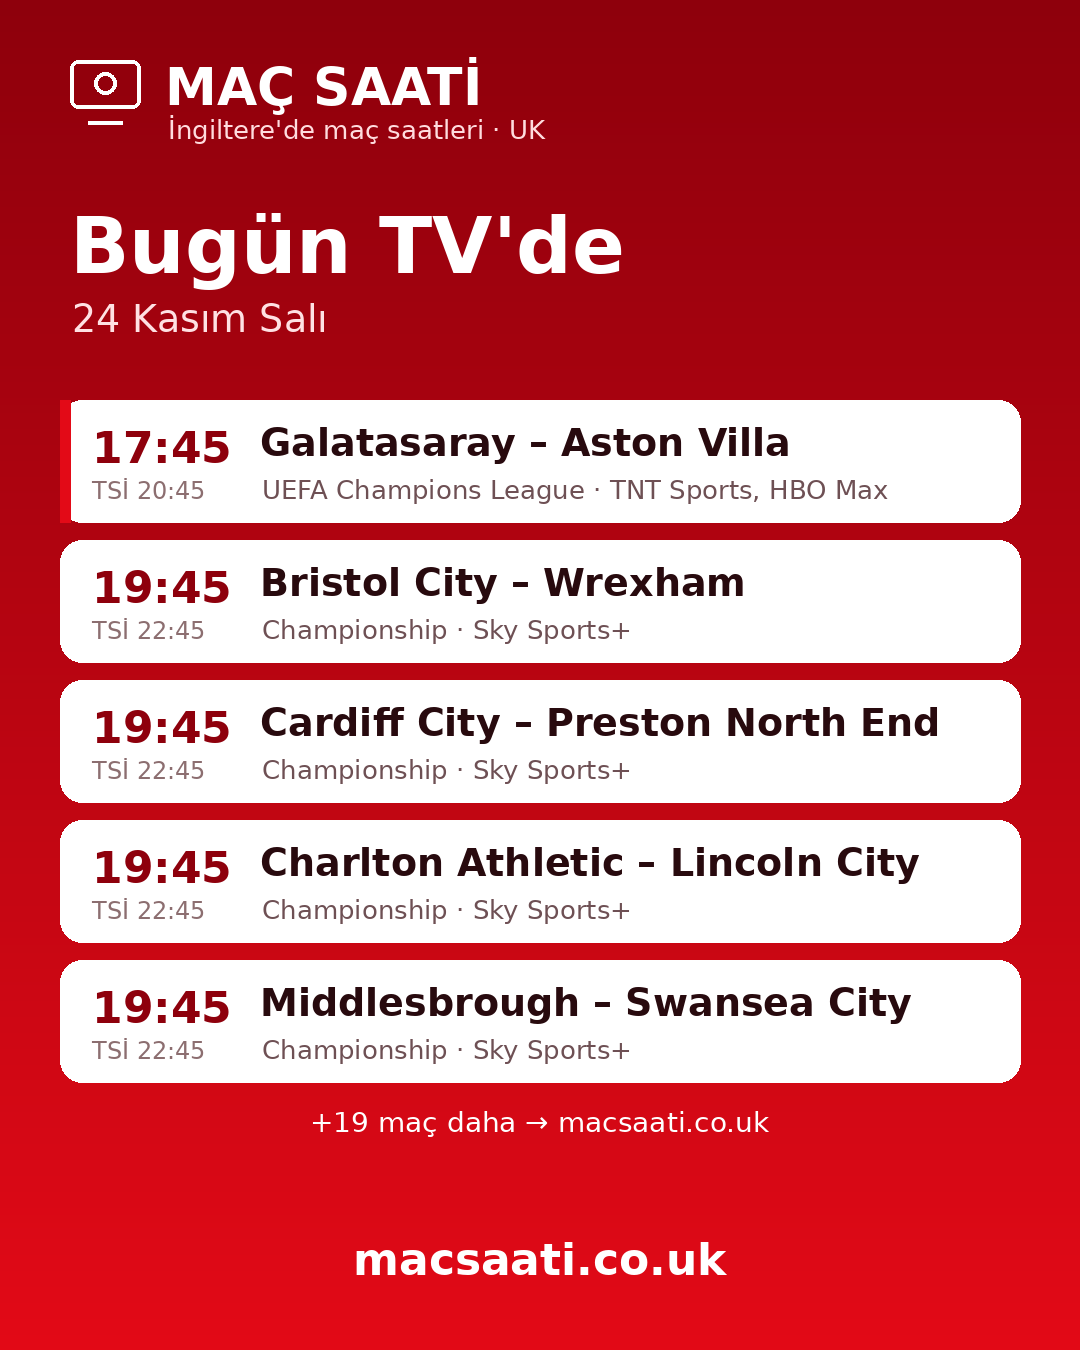 MAÇ SAATİ
İngiltere'de maç saatleri · UK
Bugün TV'de
24 Kasım Salı
17:45 Galatasaray – Aston Villa
TSİ 20:45 UEFA Champions League · TNT Sports, HBO Max
19:45 Bristol City – Wrexham
TSİ 22:45 Championship · Sky Sports+
19:45 Cardiff City – Preston North End
TSİ 22:45 Championship · Sky Sports+
19:45 Charlton Athletic – Lincoln City
TSİ 22:45 Championship · Sky Sports+
19:45 Middlesbrough – Swansea City
TSİ 22:45 Championship · Sky Sports+
+19 maç daha → macsaati.co.uk
macsaati.co.uk